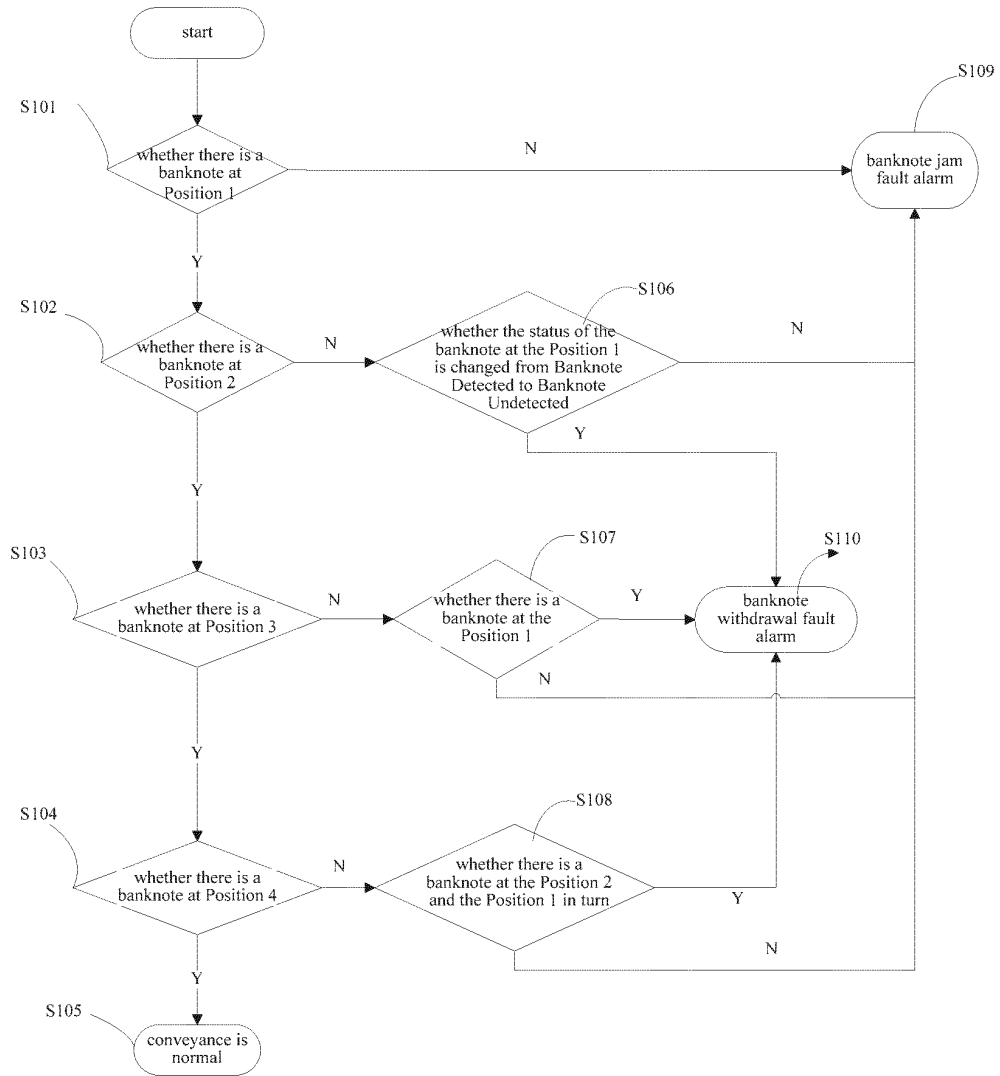 start
S109
S101
N
whether there is a
banknote at
Position 1
banknote jam
fault alarm
Y
S106
S102
N
whether the status of the
banknote at the Position 1
is changed from Banknote
Detected to Banknote
Undetected
N
whether there is a
banknote at
Position 2
Y
Y
S107
S110
S103
N
whether there is a
banknote at the
Position 1
Y
banknote
withdrawal fault
alarm
whether there is a
banknote at Position 3
N
Y
S108
S104
N
whether there is a
banknote at the Position 2
and the Position 1 in turn
whether there is a
banknote at Position 4
Y
N
Y
S105
conveyance is
normal